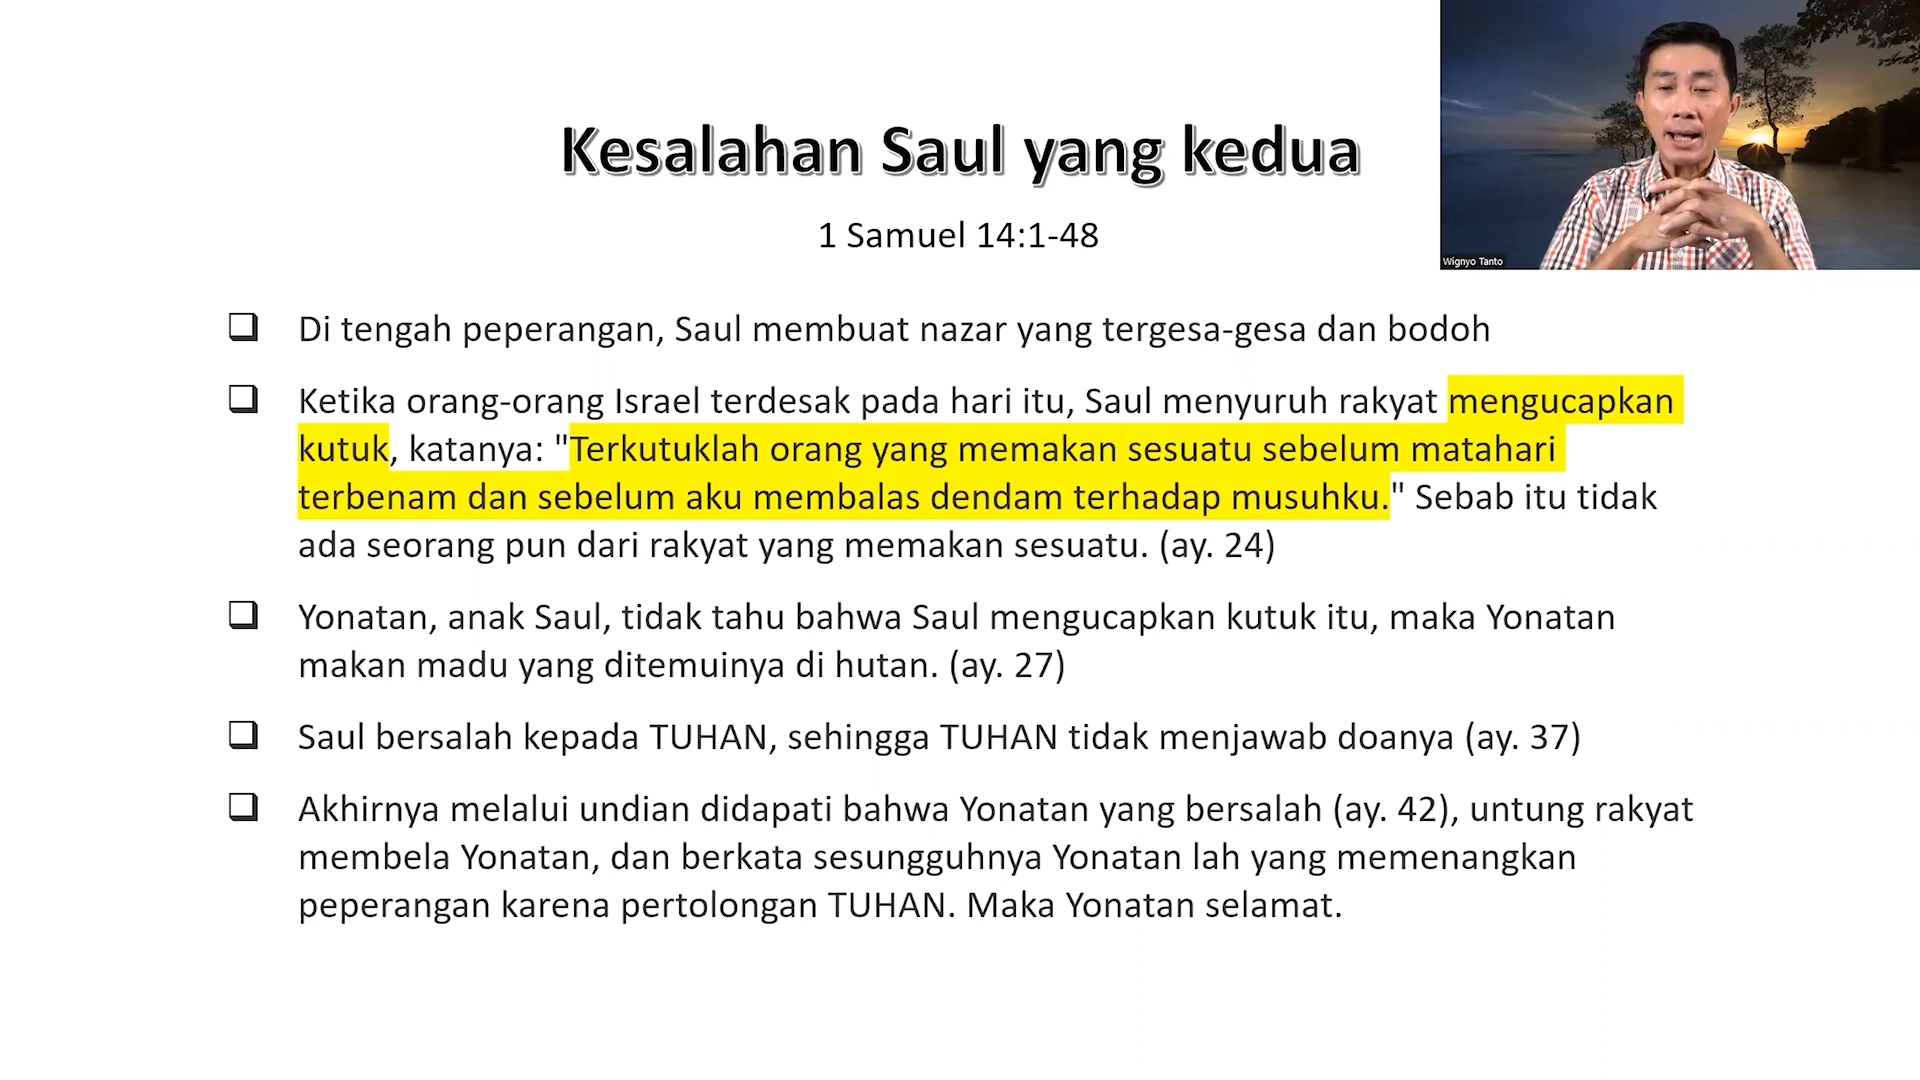 Kesalahan Saul yang kedua
1 Samuel 14:1-48
Wignyo Tanto
❑ Di tengah peperangan, Saul membuat nazar yang tergesa-gesa dan bodoh
❑ Ketika orang-orang Israel terdesak pada hari itu, Saul menyuruh rakyat mengucapkan
kutuk, katanya: "Terkutuklah orang yang memakan sesuatu sebelum matahari
terbenam dan sebelum aku membalas dendam terhadap musuhku." Sebab itu tidak
ada seorang pun dari rakyat yang memakan sesuatu. (ay. 24)
❑ Yonatan, anak Saul, tidak tahu bahwa Saul mengucapkan kutuk itu, maka Yonatan
makan madu yang ditemuinya di hutan. (ay. 27)
❑ Saul bersalah kepada TUHAN, sehingga TUHAN tidak menjawab doanya (ay. 37)
❑ Akhirnya melalui undian didapati bahwa Yonatan yang bersalah (ay. 42), untung rakyat
membela Yonatan, dan berkata sesungguhnya Yonatan lah yang memenangkan
peperangan karena pertolongan TUHAN. Maka Yonatan selamat.